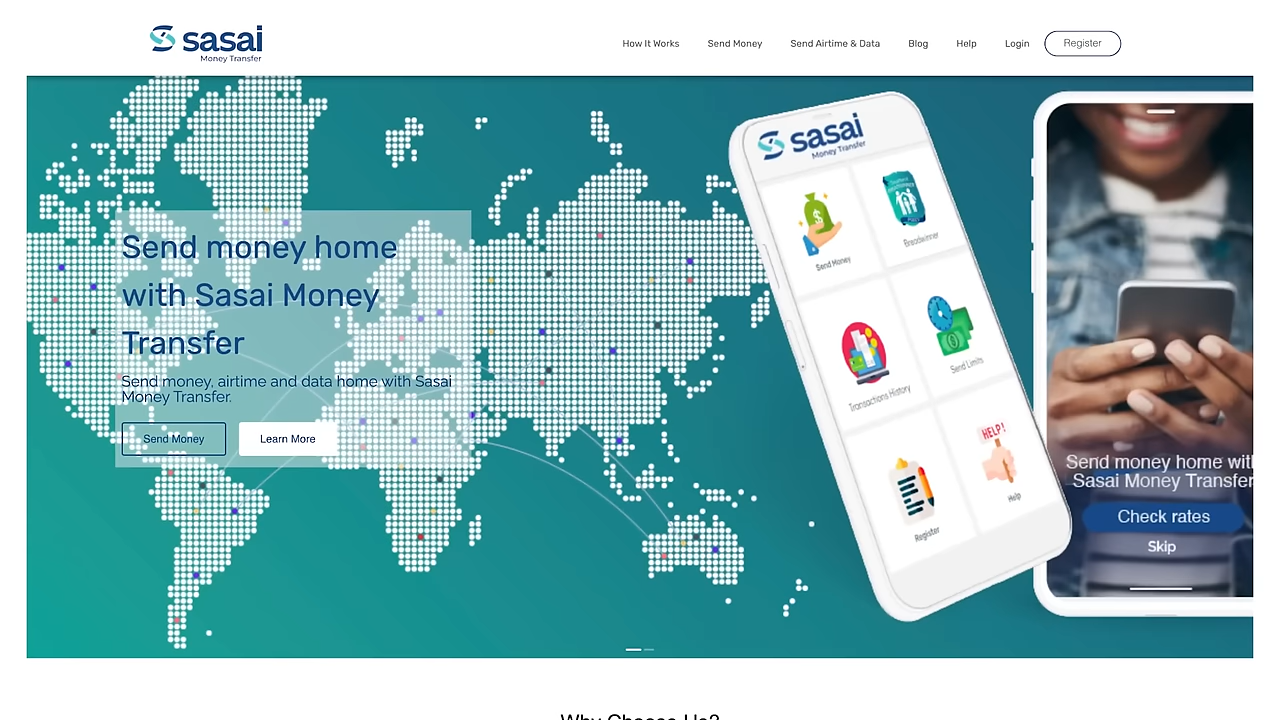 sasai
Money Transfer
How It Works
Send Money
Send Airtime & Data
Blog
Help
Login
Register
Send money home
with Sasai Money
Transfer
Send money, airtime and data home with Sasai
Money Transfer.
Send Money
Learn More
sasai
Money Transfer
Send Money
Breadwinner
Transactions History
Send Limits
Register
HELP!
Help
Send money home wit
Sasai Money Transfer
Check rates
Skip
Why Choose Us?